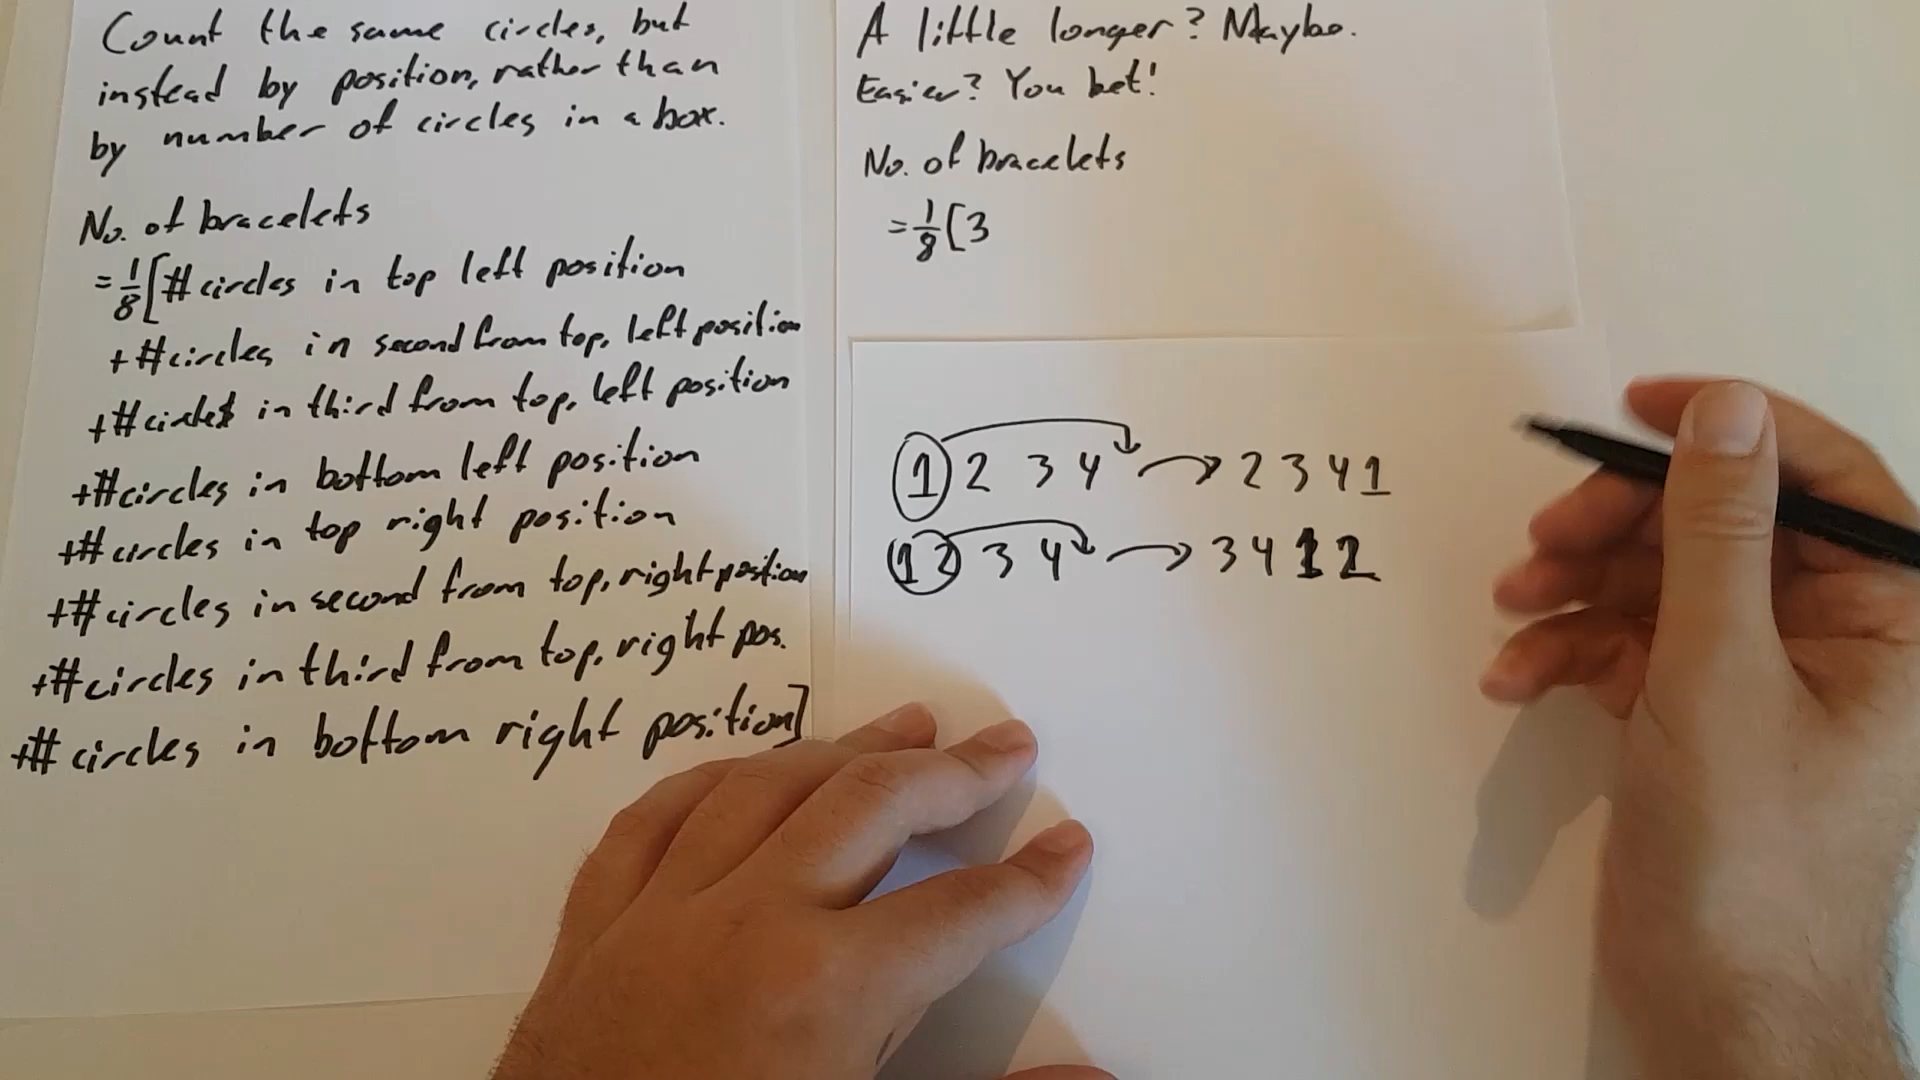 Count the same circles, but
instead by position, rather than
by number of circles in a box.
No. of bracelets
= 1/8 [# circles in top left position
+ # circles in second from top, left position
+ # circles in third from top, left position
+ # circles in bottom left position
+ # circles in top right position
+ # circles in second from top, right position
+ # circles in third from top, right pos.
+ # circles in bottom right position]
A little longer? Maybe.
Easier? You bet!
No. of bracelets
= 1/8 [3
1 2 3 4 → 2 3 4 1
1 2 3 4 → 3 4 1 2